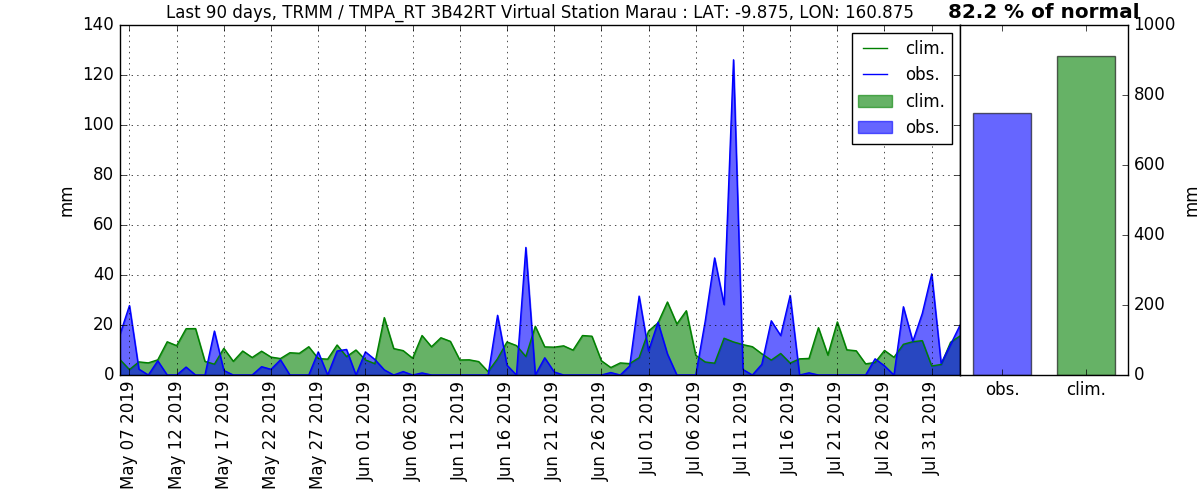 Last 90 days, TRMM / TMPA_RT 3B42RT Virtual Station Marau : LAT: -9.875, LON: 160.875
82.2 % of normal
140
120
100
80
60
40
20
0
mm
clim.
obs.
clim.
obs.
May 07 2019
May 12 2019
May 17 2019
May 22 2019
May 27 2019
Jun 01 2019
Jun 06 2019
Jun 11 2019
Jun 16 2019
Jun 21 2019
Jun 26 2019
Jul 01 2019
Jul 06 2019
Jul 11 2019
Jul 16 2019
Jul 21 2019
Jul 26 2019
Jul 31 2019
1000
800
600
400
200
0
mm
obs.
clim.